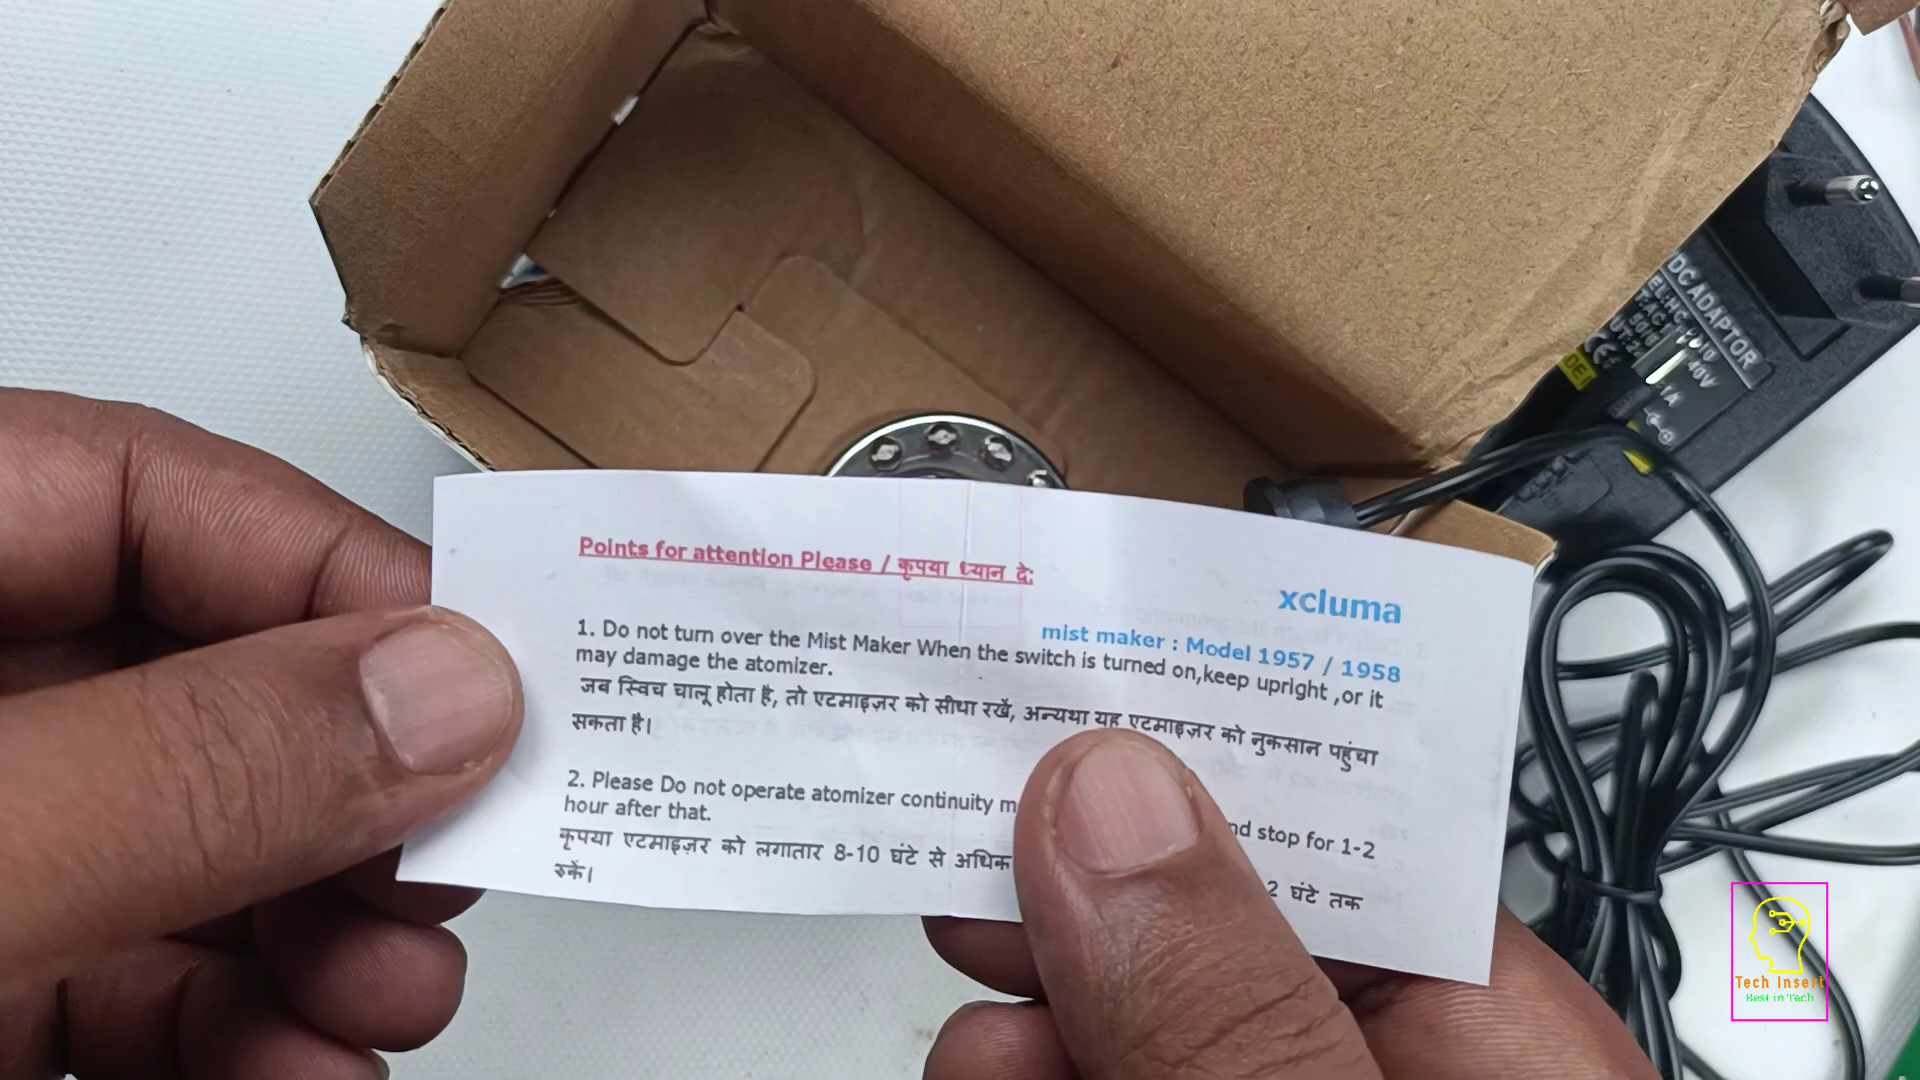 DC ADAPTOR
40V
1A
Points for attention Please / कृपया ध्यान दे:
xcluma
mist maker : Model 1957 / 1958
1. Do not turn over the Mist Maker When the switch is turned on,keep upright ,or it
may damage the atomizer.
जब स्विच चालू होता है, तो एटमाइज़र को सीधा रखें, अन्यथा यह एटमाइज़र को नुकसान पहुंचा
सकता है।
2. Please Do not operate atomizer continuity stop for 1-2
hour after that.
कृपया एटमाइज़र को लगातार 8-10 घंटे से अधिक 2 घंटे तक
रुकें।
Tech Insert
Best in Tech